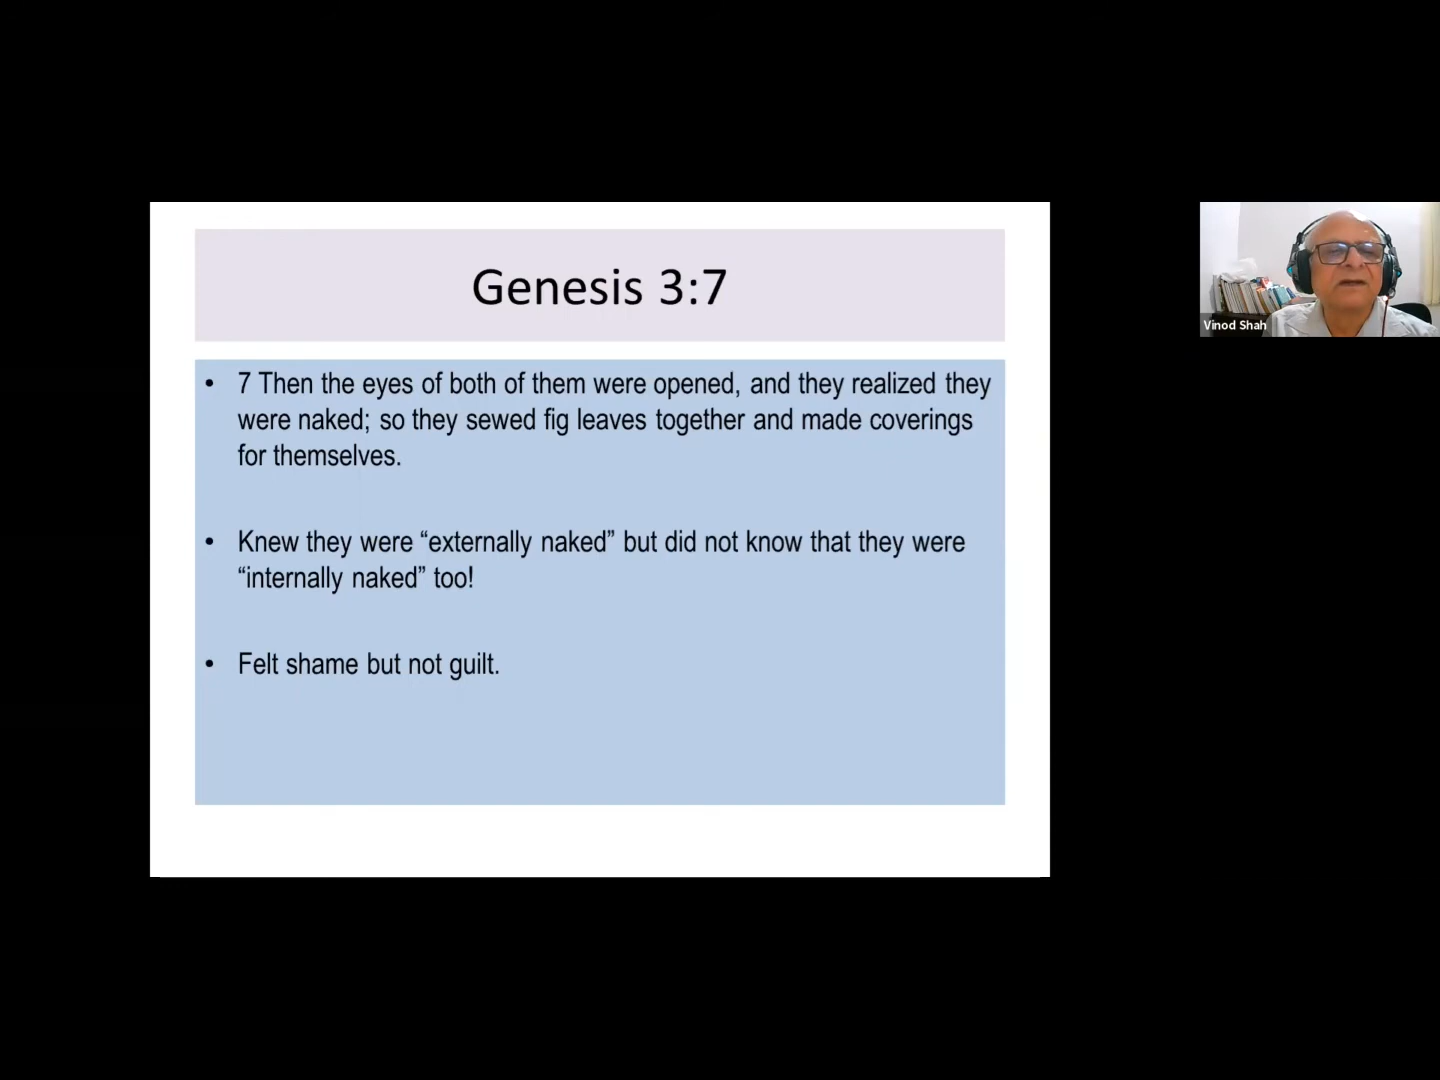 Genesis 3:7
• 7 Then the eyes of both of them were opened, and they realized they
were naked; so they sewed fig leaves together and made coverings
for themselves.
• Knew they were “externally naked” but did not know that they were
“internally naked” too!
• Felt shame but not guilt.
Vinod Shah